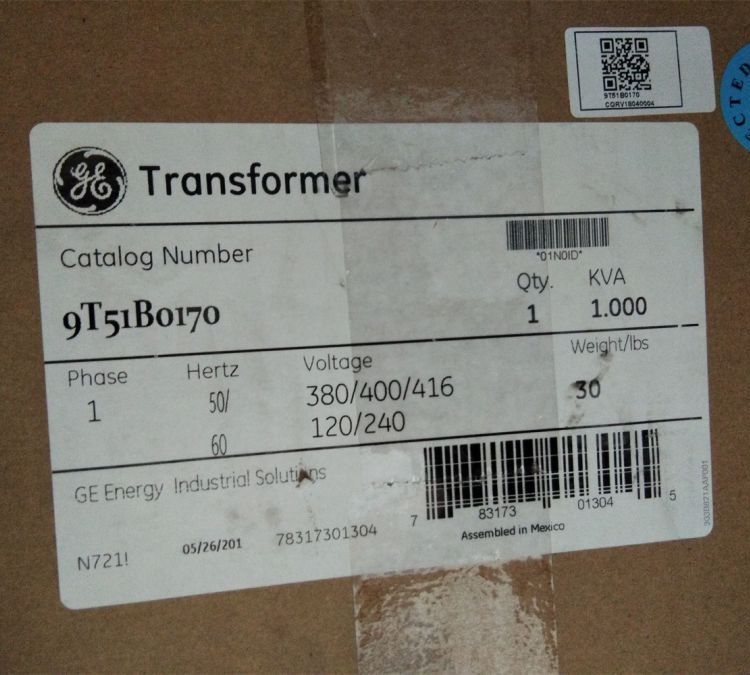 9T51B0170
CQRV18040004
CTED
GE Transformer
*01N0ID*
Catalog Number
Qty. KVA
9T51B0170 1 1.000
Phase Hertz Voltage Weight/lbs
1 50/ 380/400/416 30
60 120/240
GE Energy Industrial Solutions
7 83173 01304 5
N721! 05/26/201 78317301304 Assembled in Mexico